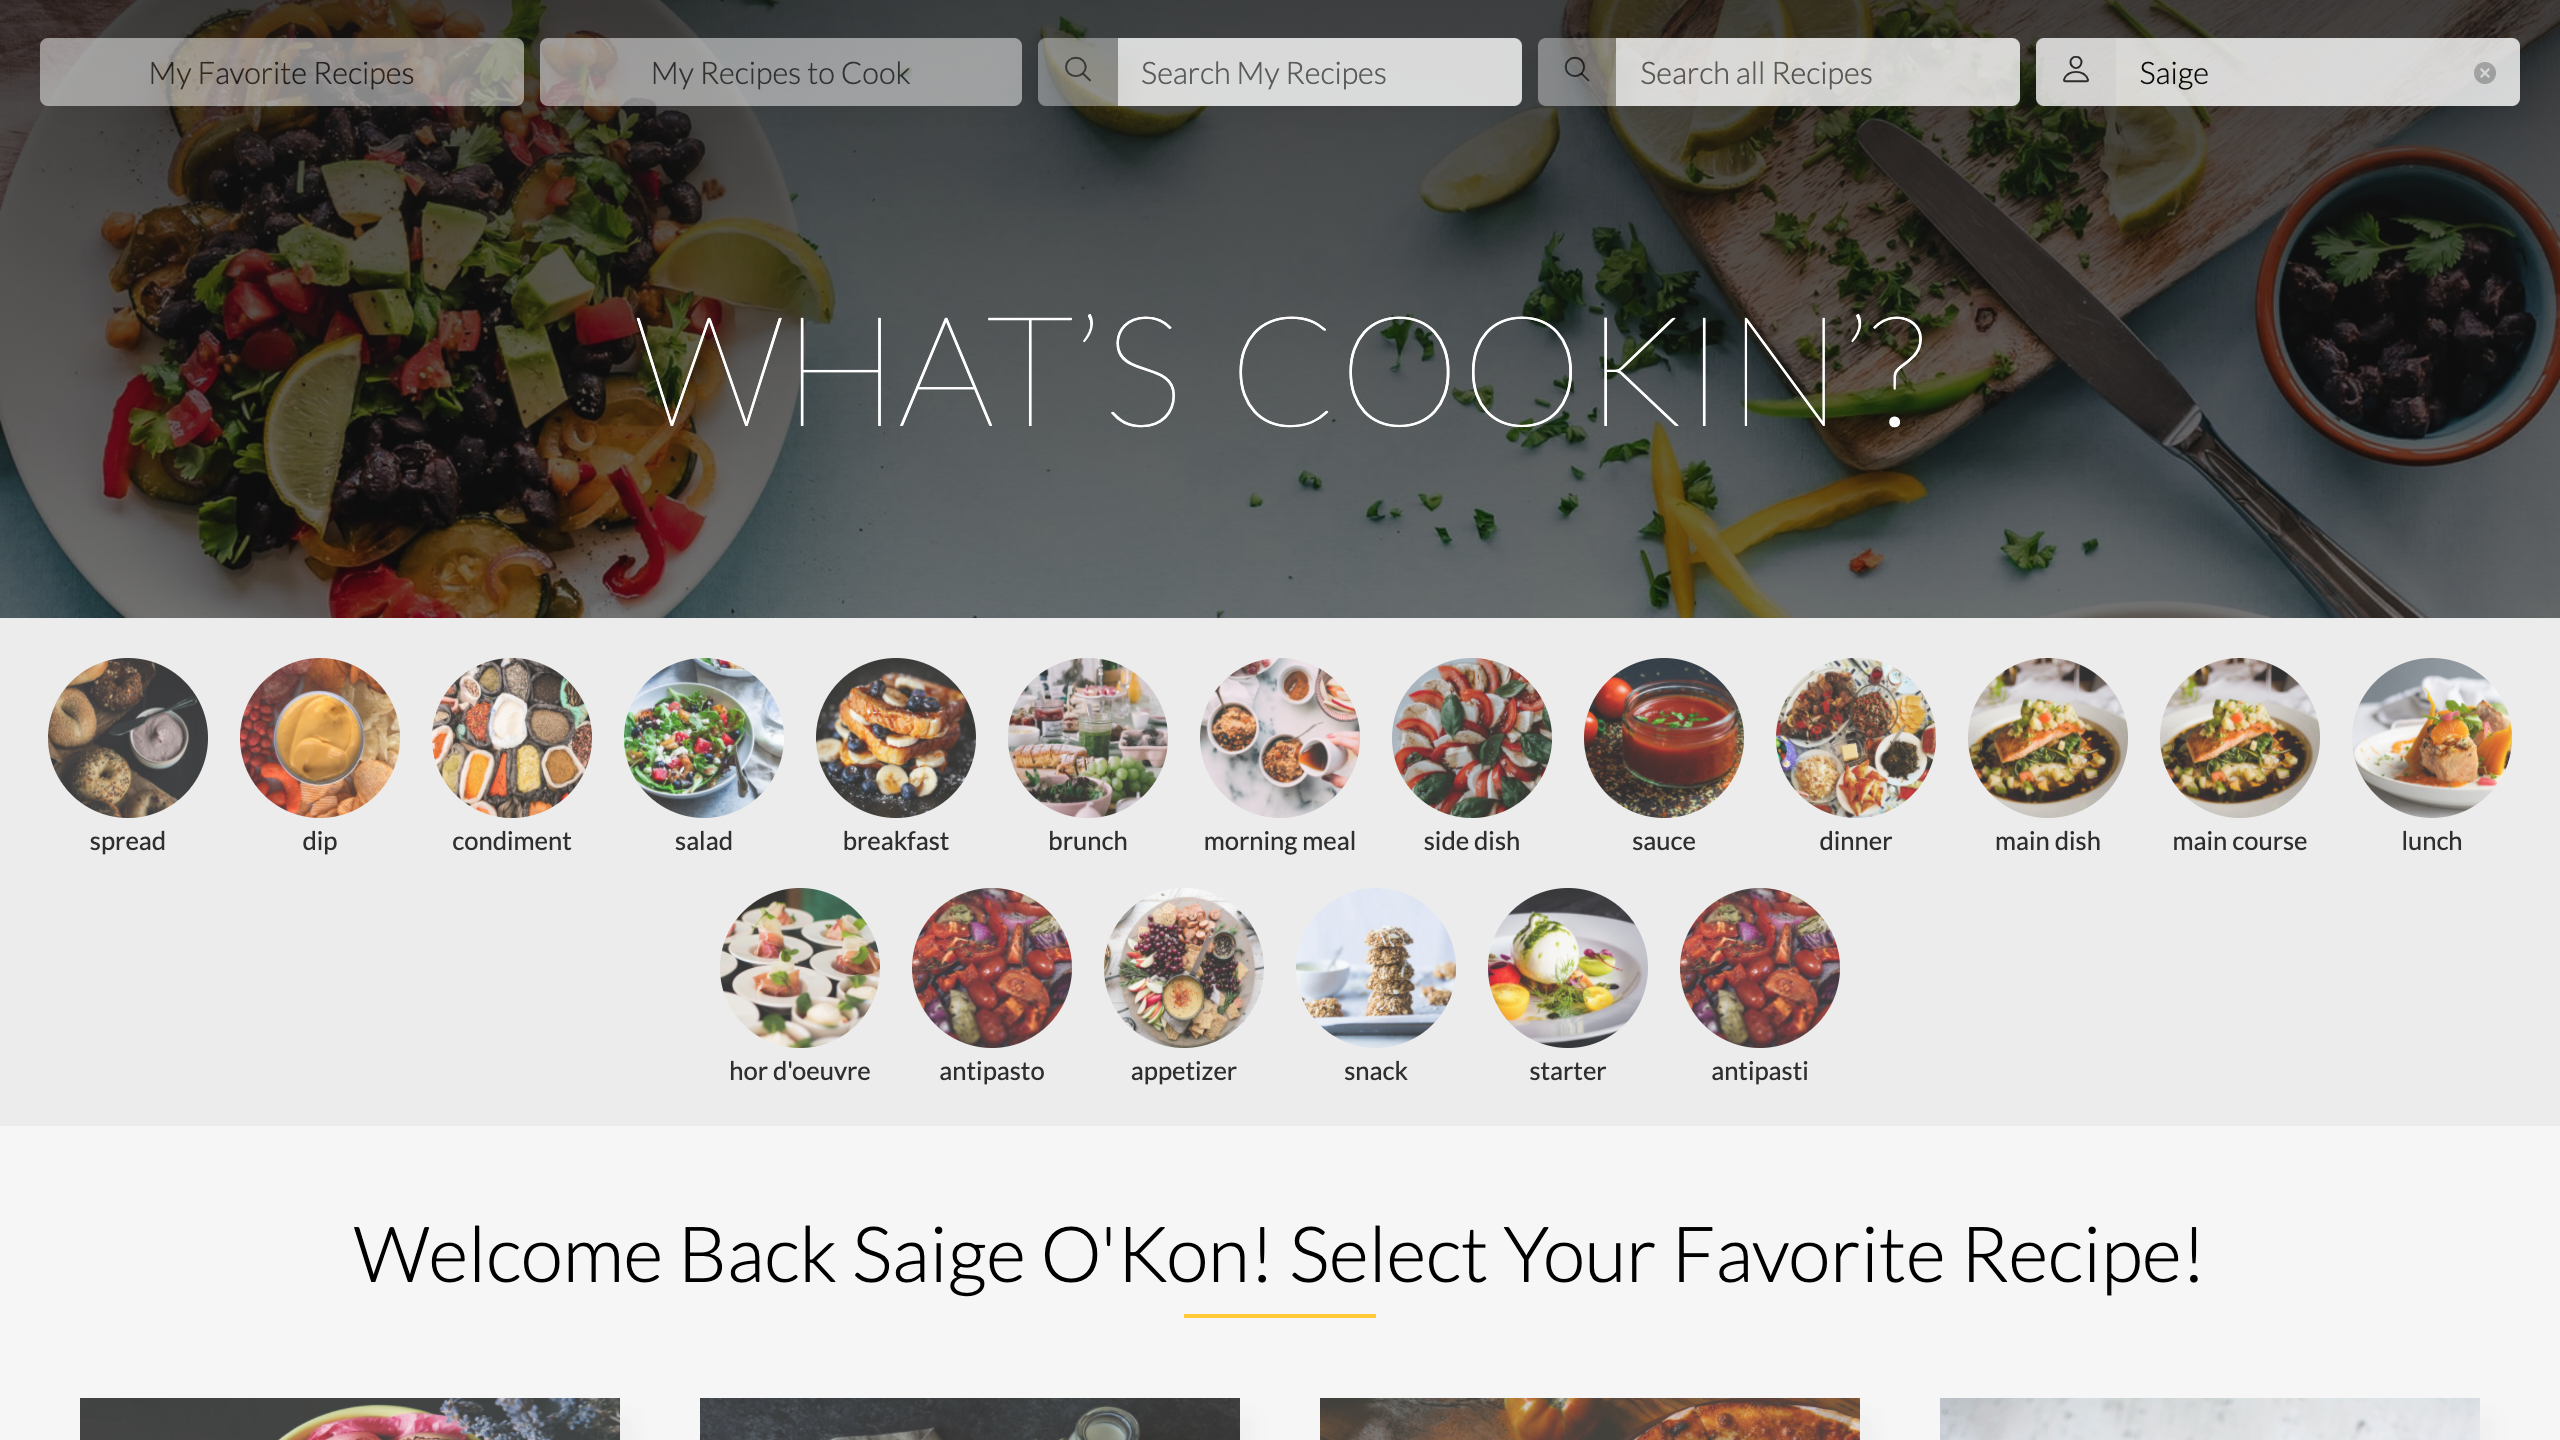 My Favorite Recipes
My Recipes to Cook
Search My Recipes
Search all Recipes
Saige
WHAT’S COOKIN’?
spread
dip
condiment
salad
breakfast
brunch
morning meal
side dish
sauce
dinner
main dish
main course
lunch
hor d'oeuvre
antipasto
appetizer
snack
starter
antipasti
Welcome Back Saige O'Kon! Select Your Favorite Recipe!